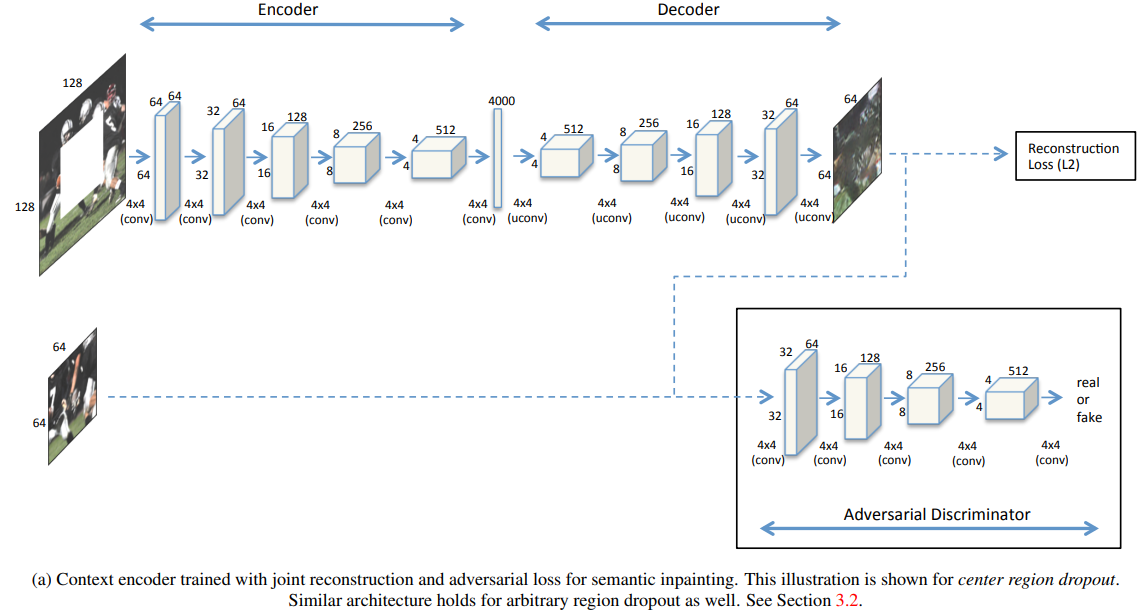 Encoder
Decoder
128
128
64 64
64
32 64
32
16 128
16
8 256
8
4 512
4
4000
4 512
4
8 256
8
16 128
16
32 64
32
64
64
4x4 4x4 4x4 4x4 4x4 4x4 4x4 4x4 4x4 4x4 4x4
(conv) (conv) (conv) (conv) (conv) (conv) (uconv) (uconv) (uconv) (uconv) (uconv)
Reconstruction
Loss (L2)
64
64
32 64
32
16 128
16
8 256
8
4 512
4
real
or
fake
4x4 4x4 4x4 4x4 4x4
(conv) (conv) (conv) (conv) (conv)
Adversarial Discriminator
(a) Context encoder trained with joint reconstruction and adversarial loss for semantic inpainting. This illustration is shown for center region dropout.
Similar architecture holds for arbitrary region dropout as well. See Section 3.2.